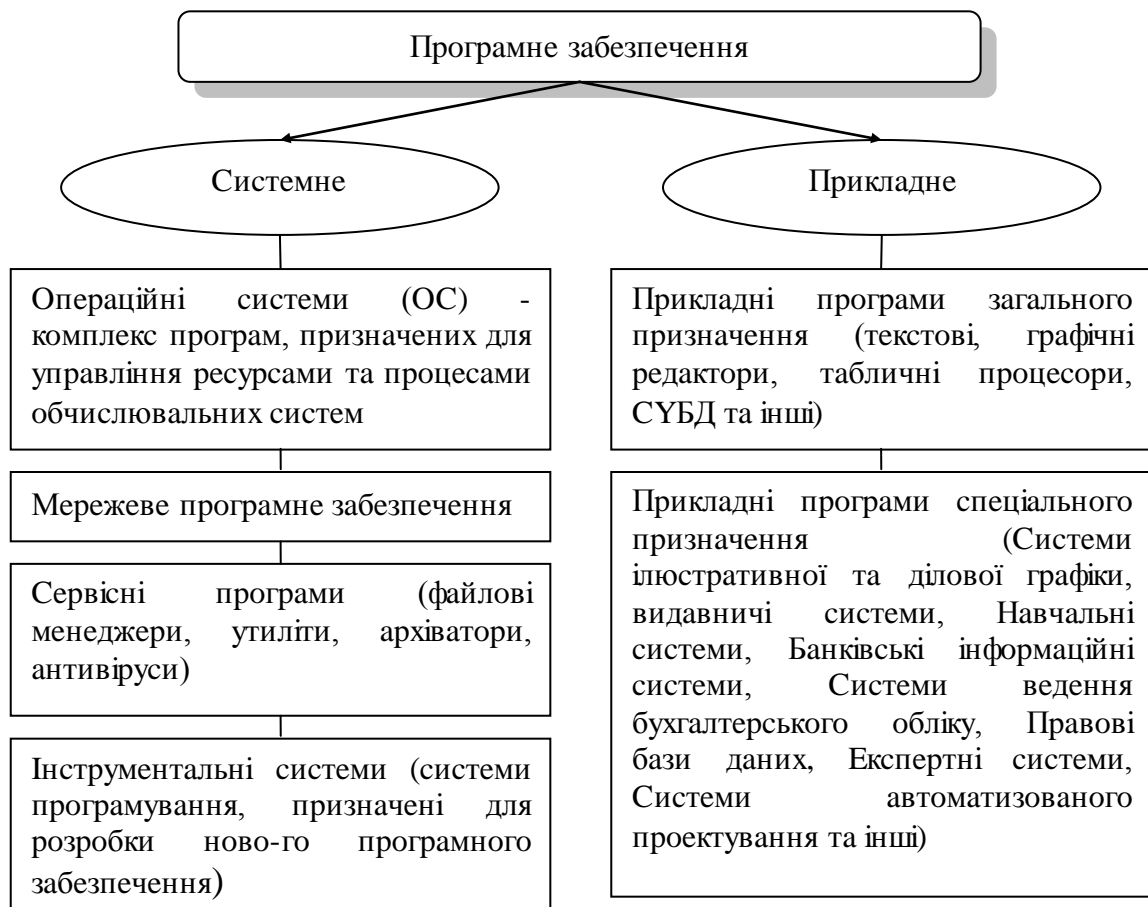 Програмне забезпечення
Системне
Прикладне
Операційні системи (ОС) -
комплекс програм, призначених для
управління ресурсами та процесами
обчислювальних систем
Мережеве програмне забезпечення
Сервісні програми (файлові
менеджери, утиліти, архіватори,
антивіруси)
Інструментальні системи (системи
програмування, призначені для
розробки ново-го програмного
забезпечення)
Прикладні програми загального
призначення (текстові, графічні
редактори, табличні процесори,
СҮБД та інші)
Прикладні програми спеціального
призначення (Системи
ілюстративної та ділової графіки,
видавничі системи, Навчальні
системи, Банківські інформаційні
системи, Системи ведення
бухгалтерського обліку, Правові
бази даних, Експертні системи,
Системи автоматизованого
проектування та інші)